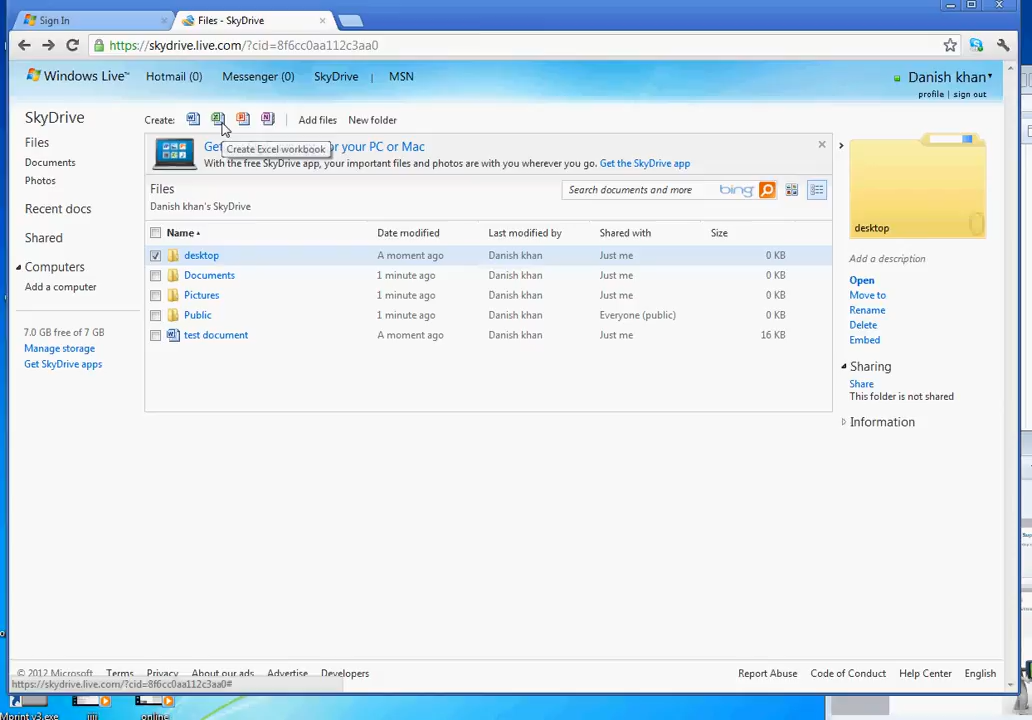 Sign In
Files - SkyDrive
https://skydrive.live.com/?cid=8f6cc0aa112c3aa0
Windows Live™ Hotmail (0) Messenger (0) SkyDrive MSN
Danish khan
profile sign out
SkyDrive
Files
Documents
Photos
Recent docs
Shared
Computers
Add a computer
7.0 GB free of 7 GB
Manage storage
Get SkyDrive apps
Create: Add files New folder
Create Excel workbook
Get or your PC or Mac
With the free SkyDrive app, your important files and photos are with you wherever you go. Get the SkyDrive app
Files
Danish khan's SkyDrive
Search documents and more bing
Name Date modified Last modified by Shared with Size
desktop A moment ago Danish khan Just me 0 KB
Documents 1 minute ago Danish khan Just me 0 KB
Pictures 1 minute ago Danish khan Just me 0 KB
Public 1 minute ago Danish khan Everyone (public) 0 KB
test document A moment ago Danish khan Just me 16 KB
desktop
Add a description
Open
Move to
Rename
Delete
Embed
Sharing
Share
This folder is not shared
Information
© 2012 Microsoft Terms Privacy About our ads Advertise Developers
Report Abuse Code of Conduct Help Center English
https://skydrive.live.com/?cid=8f6cc0aa112c3aa0#
Mprint v3.exe online